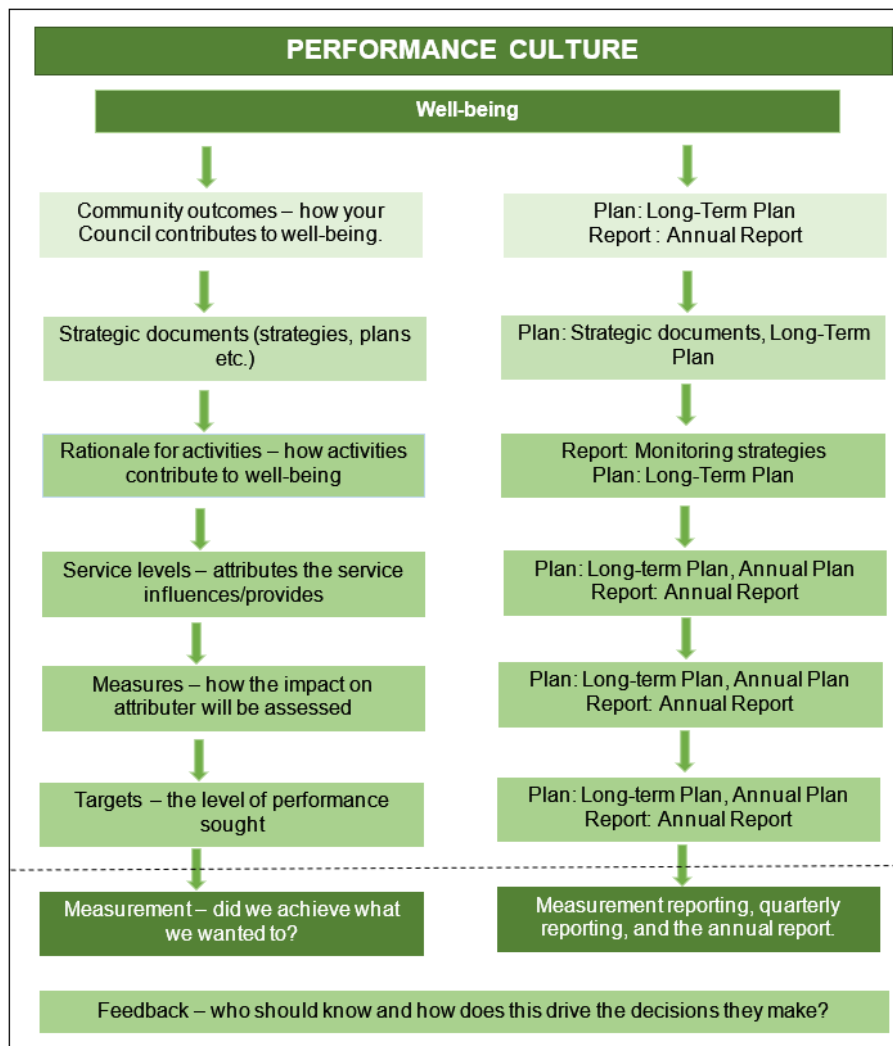 PERFORMANCE CULTURE
Well-being
Community outcomes – how your
Council contributes to well-being.
Plan: Long-Term Plan
Report : Annual Report
Strategic documents (strategies, plans
etc.)
Plan: Strategic documents, Long-Term
Plan
Rationale for activities – how activities
contribute to well-being
Report: Monitoring strategies
Plan: Long-Term Plan
Service levels – attributes the service
influences/provides
Plan: Long-term Plan, Annual Plan
Report: Annual Report
Measures – how the impact on
attributer will be assessed
Plan: Long-term Plan, Annual Plan
Report: Annual Report
Targets – the level of performance
sought
Plan: Long-term Plan, Annual Plan
Report: Annual Report
Measurement – did we achieve what
we wanted to?
Measurement reporting, quarterly
reporting, and the annual report.
Feedback – who should know and how does this drive the decisions they make?